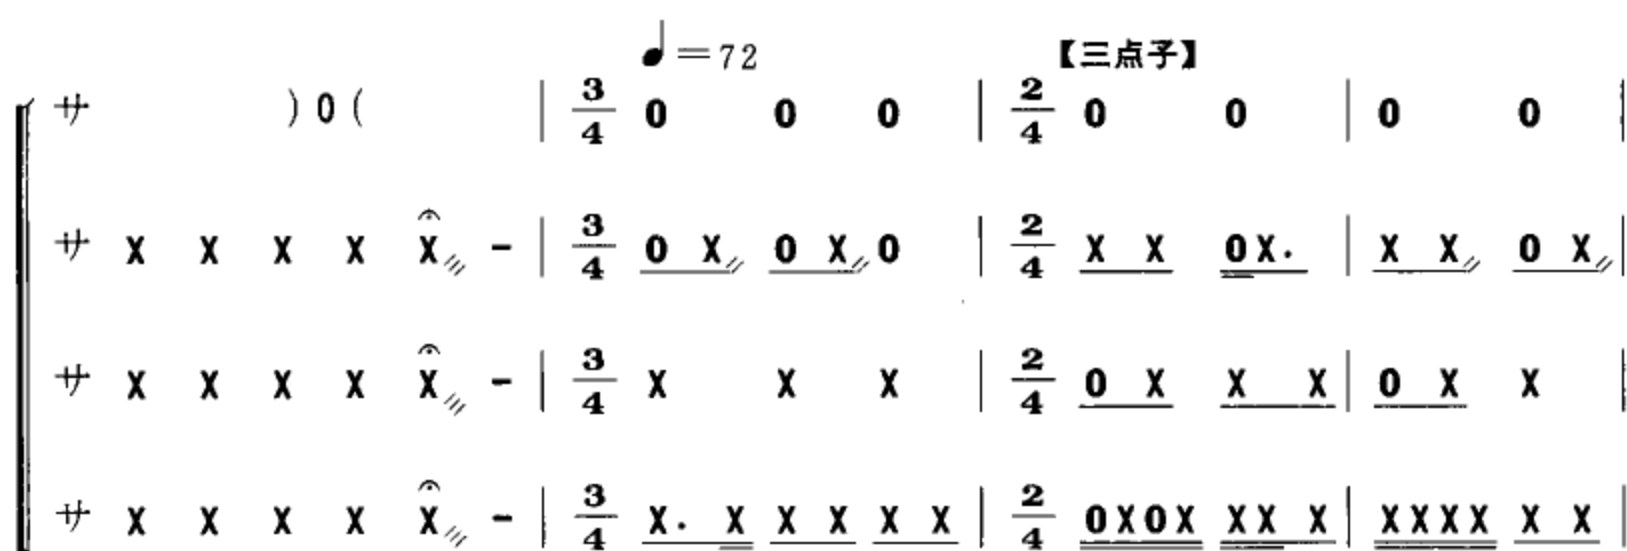 ♩=72 【三点子】
サ ) 0 ( | 3/4 0 0 0 | 2/4 0 0 | 0 0 |
サ X X X X X - | 3/4 0 X 0 X 0 | 2/4 X X 0 X. | X X 0 X |
サ X X X X X - | 3/4 X X X | 2/4 0 X X X | 0 X X |
サ X X X X X - | 3/4 X. X X X X X | 2/4 0X0X XX X | XXXX X X |